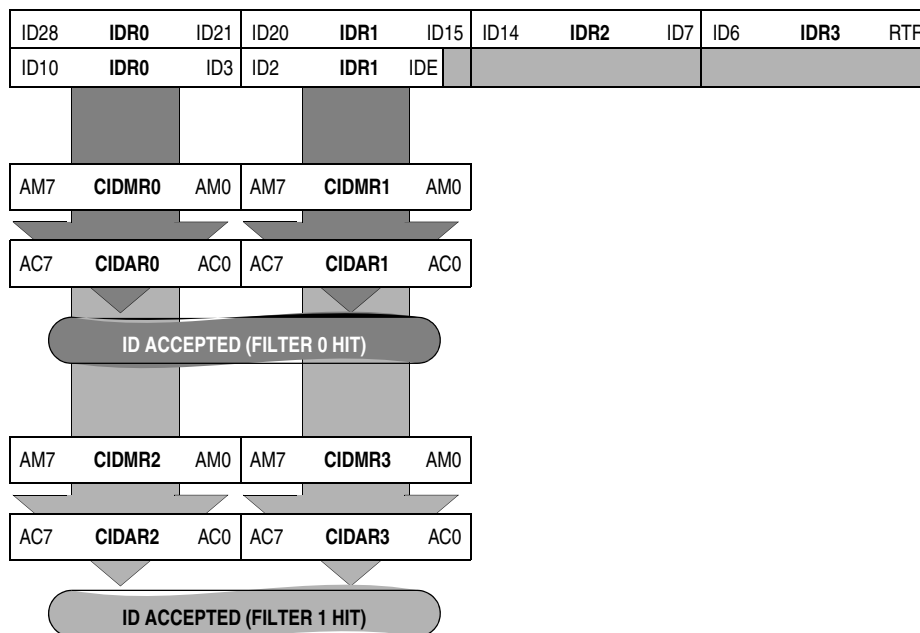 ID28 IDR0 ID21 ID20 IDR1 ID15 ID14 IDR2 ID7 ID6 IDR3 RTR
ID10 IDR0 ID3 ID2 IDR1 IDE
AM7 CIDMR0 AM0 AM7 CIDMR1 AM0
AC7 CIDAR0 AC0 AC7 CIDAR1 AC0
ID ACCEPTED (FILTER 0 HIT)
AM7 CIDMR2 AM0 AM7 CIDMR3 AM0
AC7 CIDAR2 AC0 AC7 CIDAR3 AC0
ID ACCEPTED (FILTER 1 HIT)